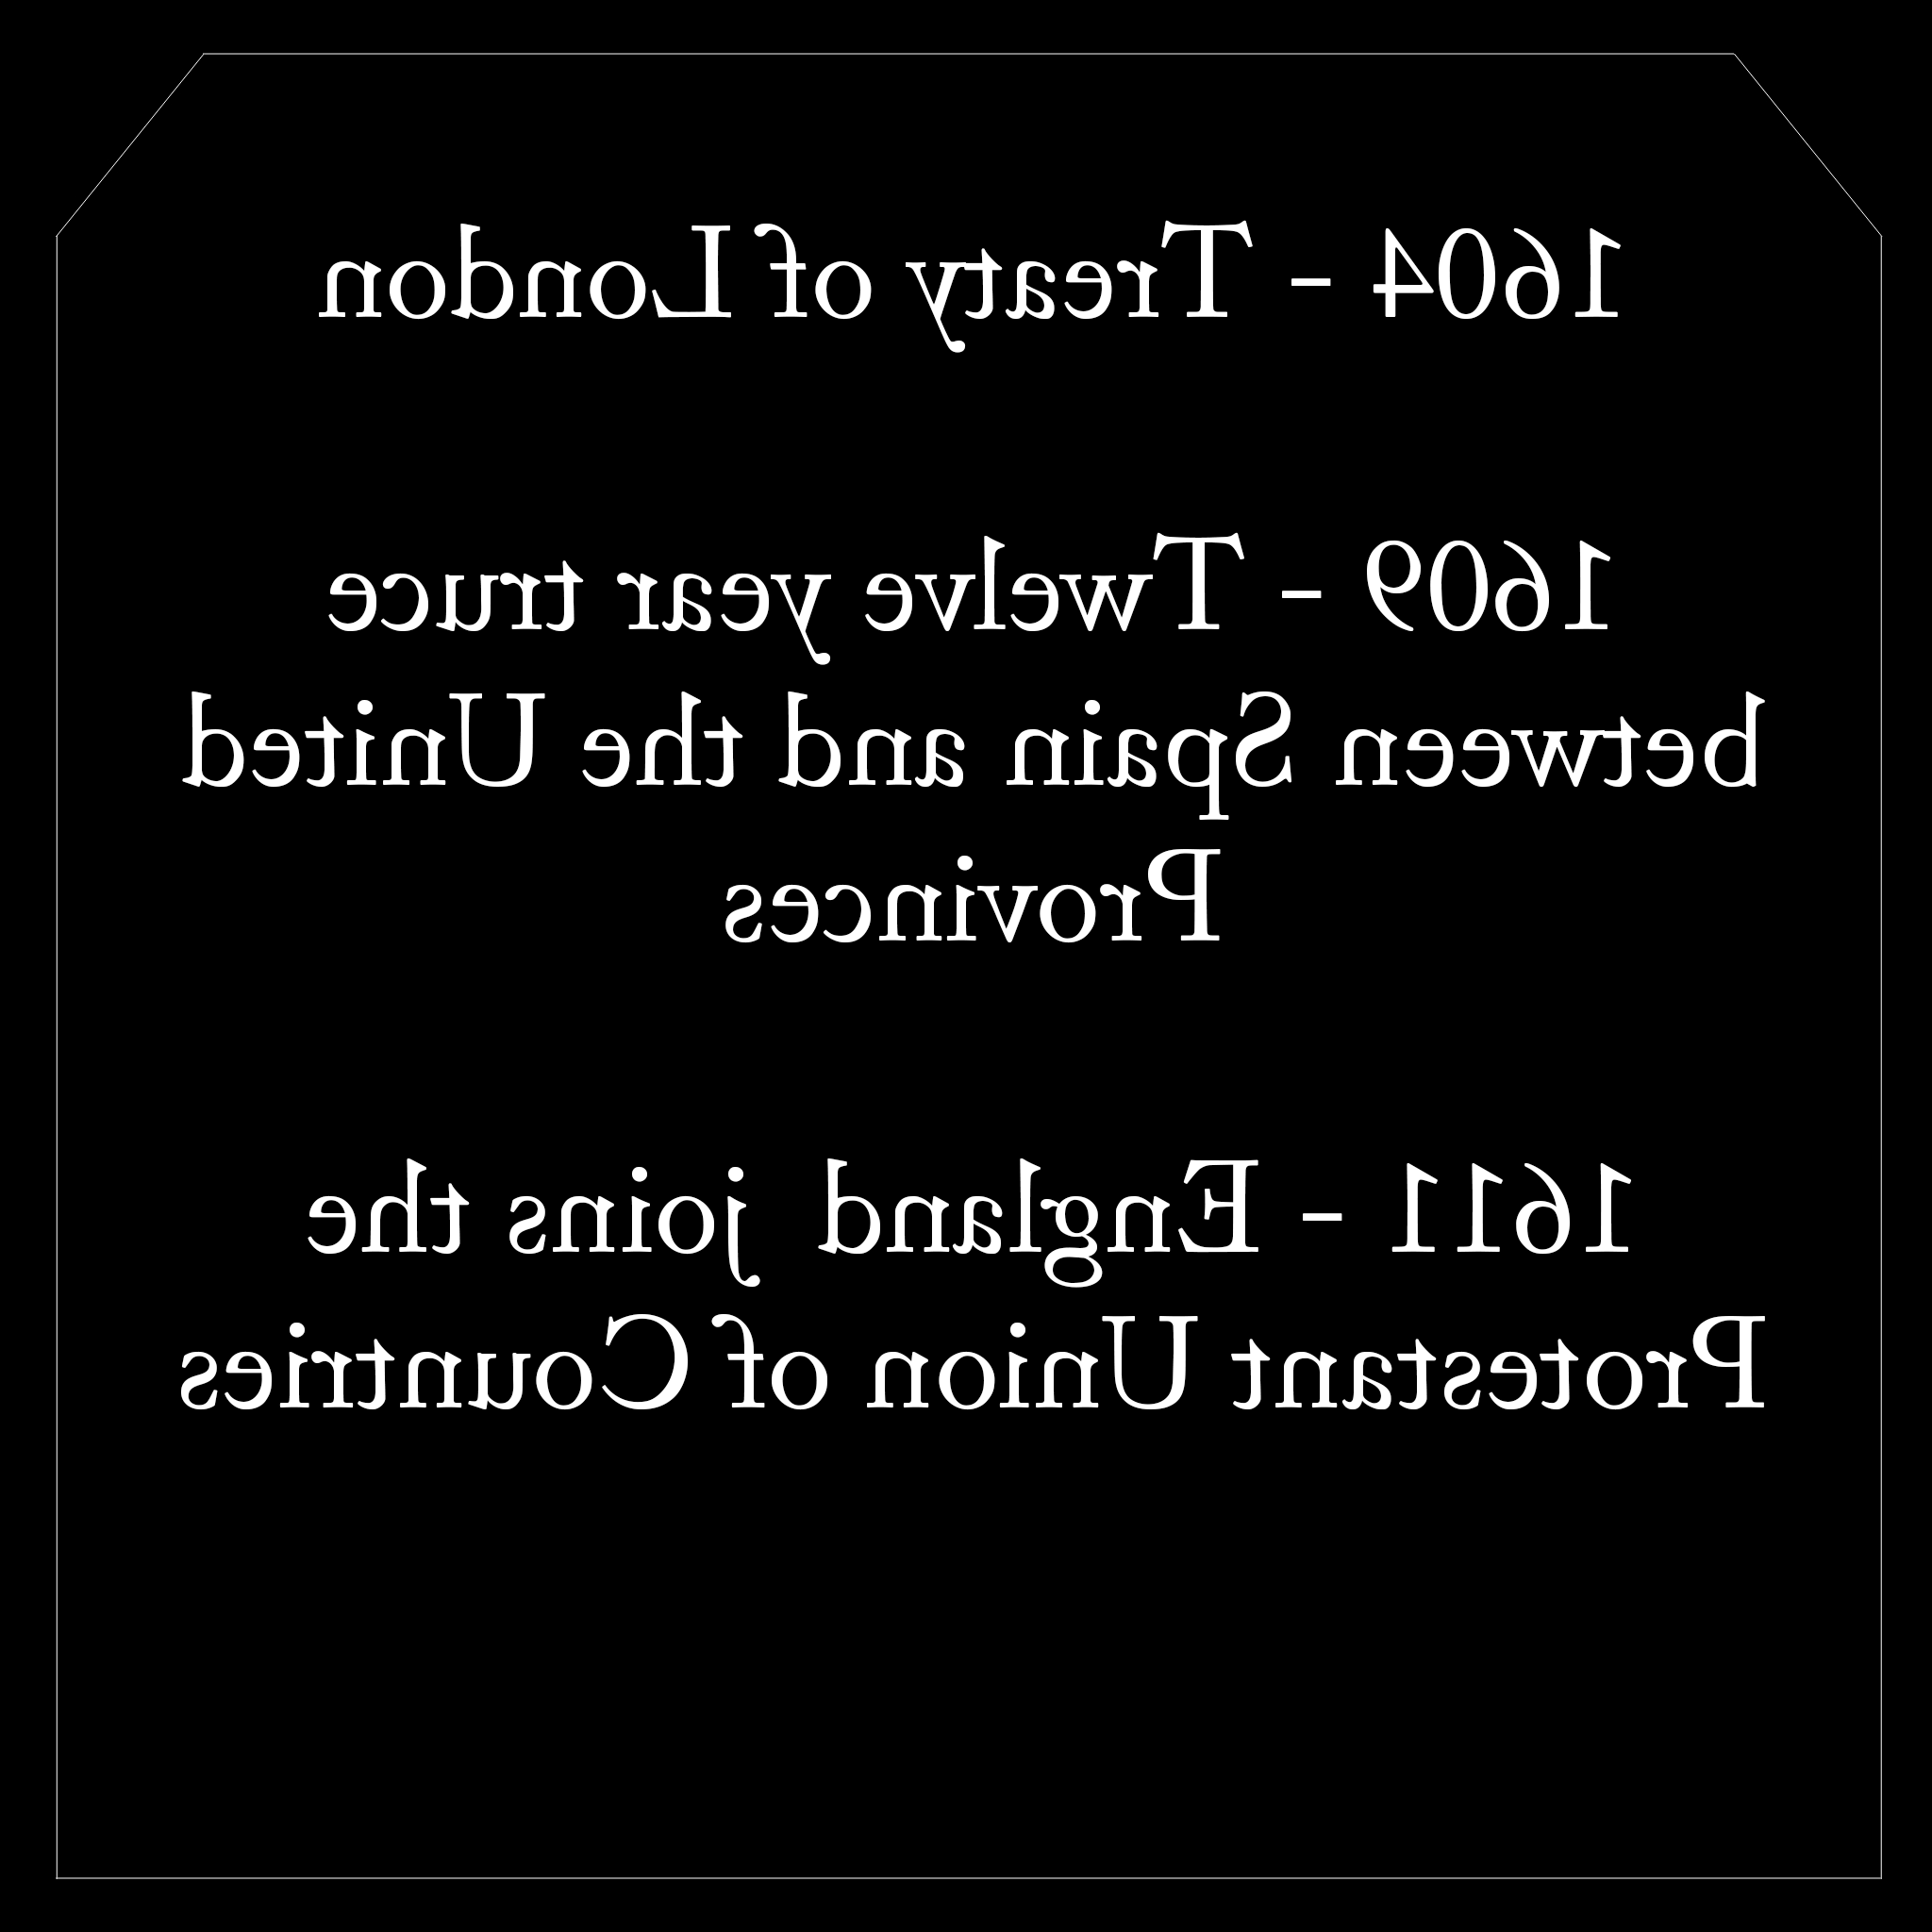 1604 - Treaty of London
1609 - Twelve year truce
between Spain and the United
Provinces
1611 - England joins the
Protestant Union of Countries